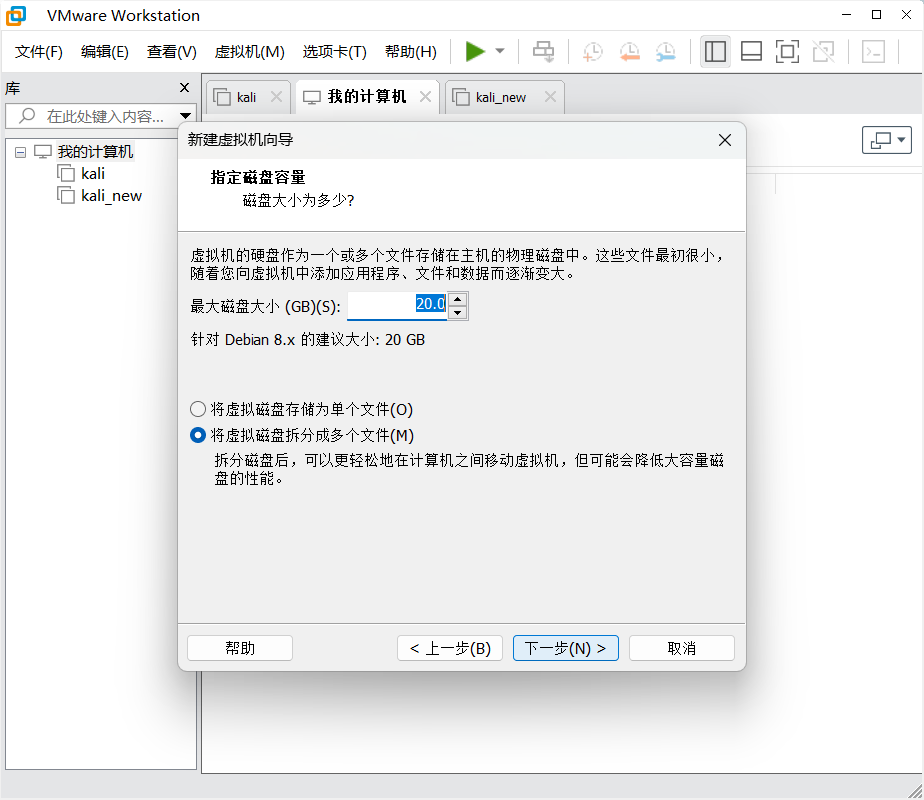 VMware Workstation
文件(F) 编辑(E) 查看(V) 虚拟机(M) 选项卡(T) 帮助(H)
库
在此处键入内容...
我的计算机
kali
kali_new
kali
我的计算机
kali_new
新建虚拟机向导
指定磁盘容量
磁盘大小为多少?
虚拟机的硬盘作为一个或多个文件存储在主机的物理磁盘中。这些文件最初很小，
随着您向虚拟机中添加应用程序、文件和数据而逐渐变大。
最大磁盘大小 (GB)(S): 20.0
针对 Debian 8.x 的建议大小: 20 GB
将虚拟磁盘存储为单个文件(O)
将虚拟磁盘拆分成多个文件(M)
拆分磁盘后，可以更轻松地在计算机之间移动虚拟机，但可能会降低大容量磁
盘的性能。
帮助 < 上一步(B) 下一步(N) > 取消